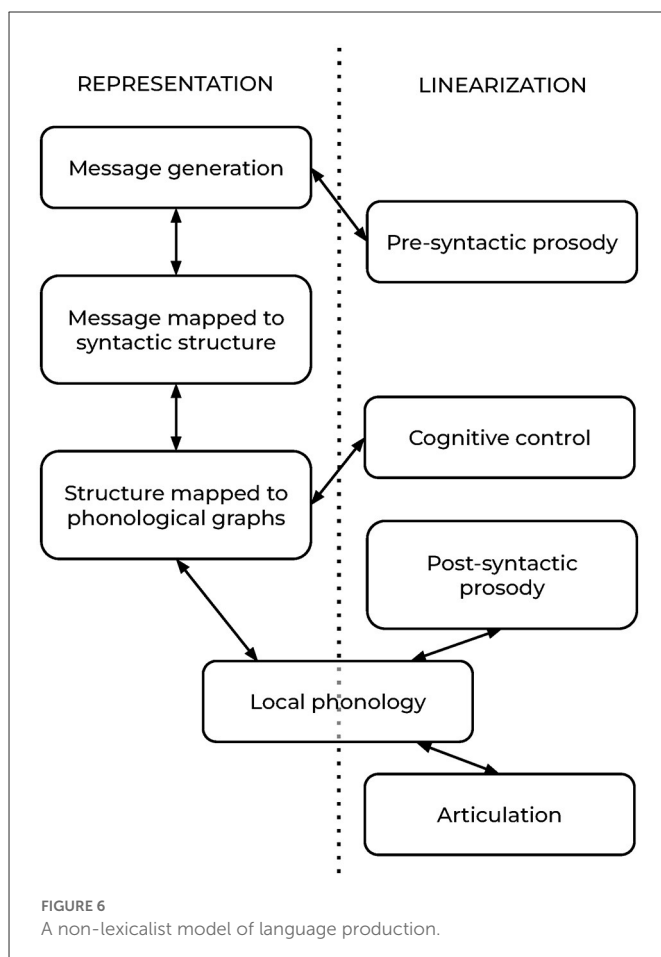 REPRESENTATION
LINEARIZATION
Message generation
Pre-syntactic prosody
Message mapped to
syntactic structure
Cognitive control
Structure mapped to
phonological graphs
Post-syntactic
prosody
Local phonology
Articulation
FIGURE 6
A non-lexicalist model of language production.